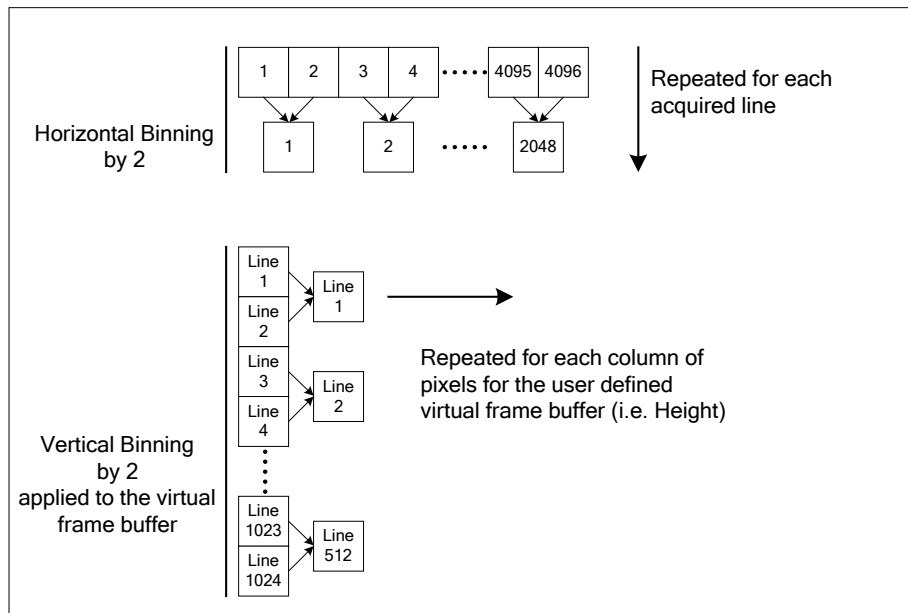 1 2 3 4 4095 4096
Repeated for each
acquired line
Horizontal Binning
by 2
1 2 2048
Line
1
Line
2
Line
1
Line
3
Line
4
Line
2
Repeated for each column of
pixels for the user defined
virtual frame buffer (i.e. Height)
Vertical Binning
by 2
applied to the virtual
frame buffer
Line
1023
Line
1024
Line
512